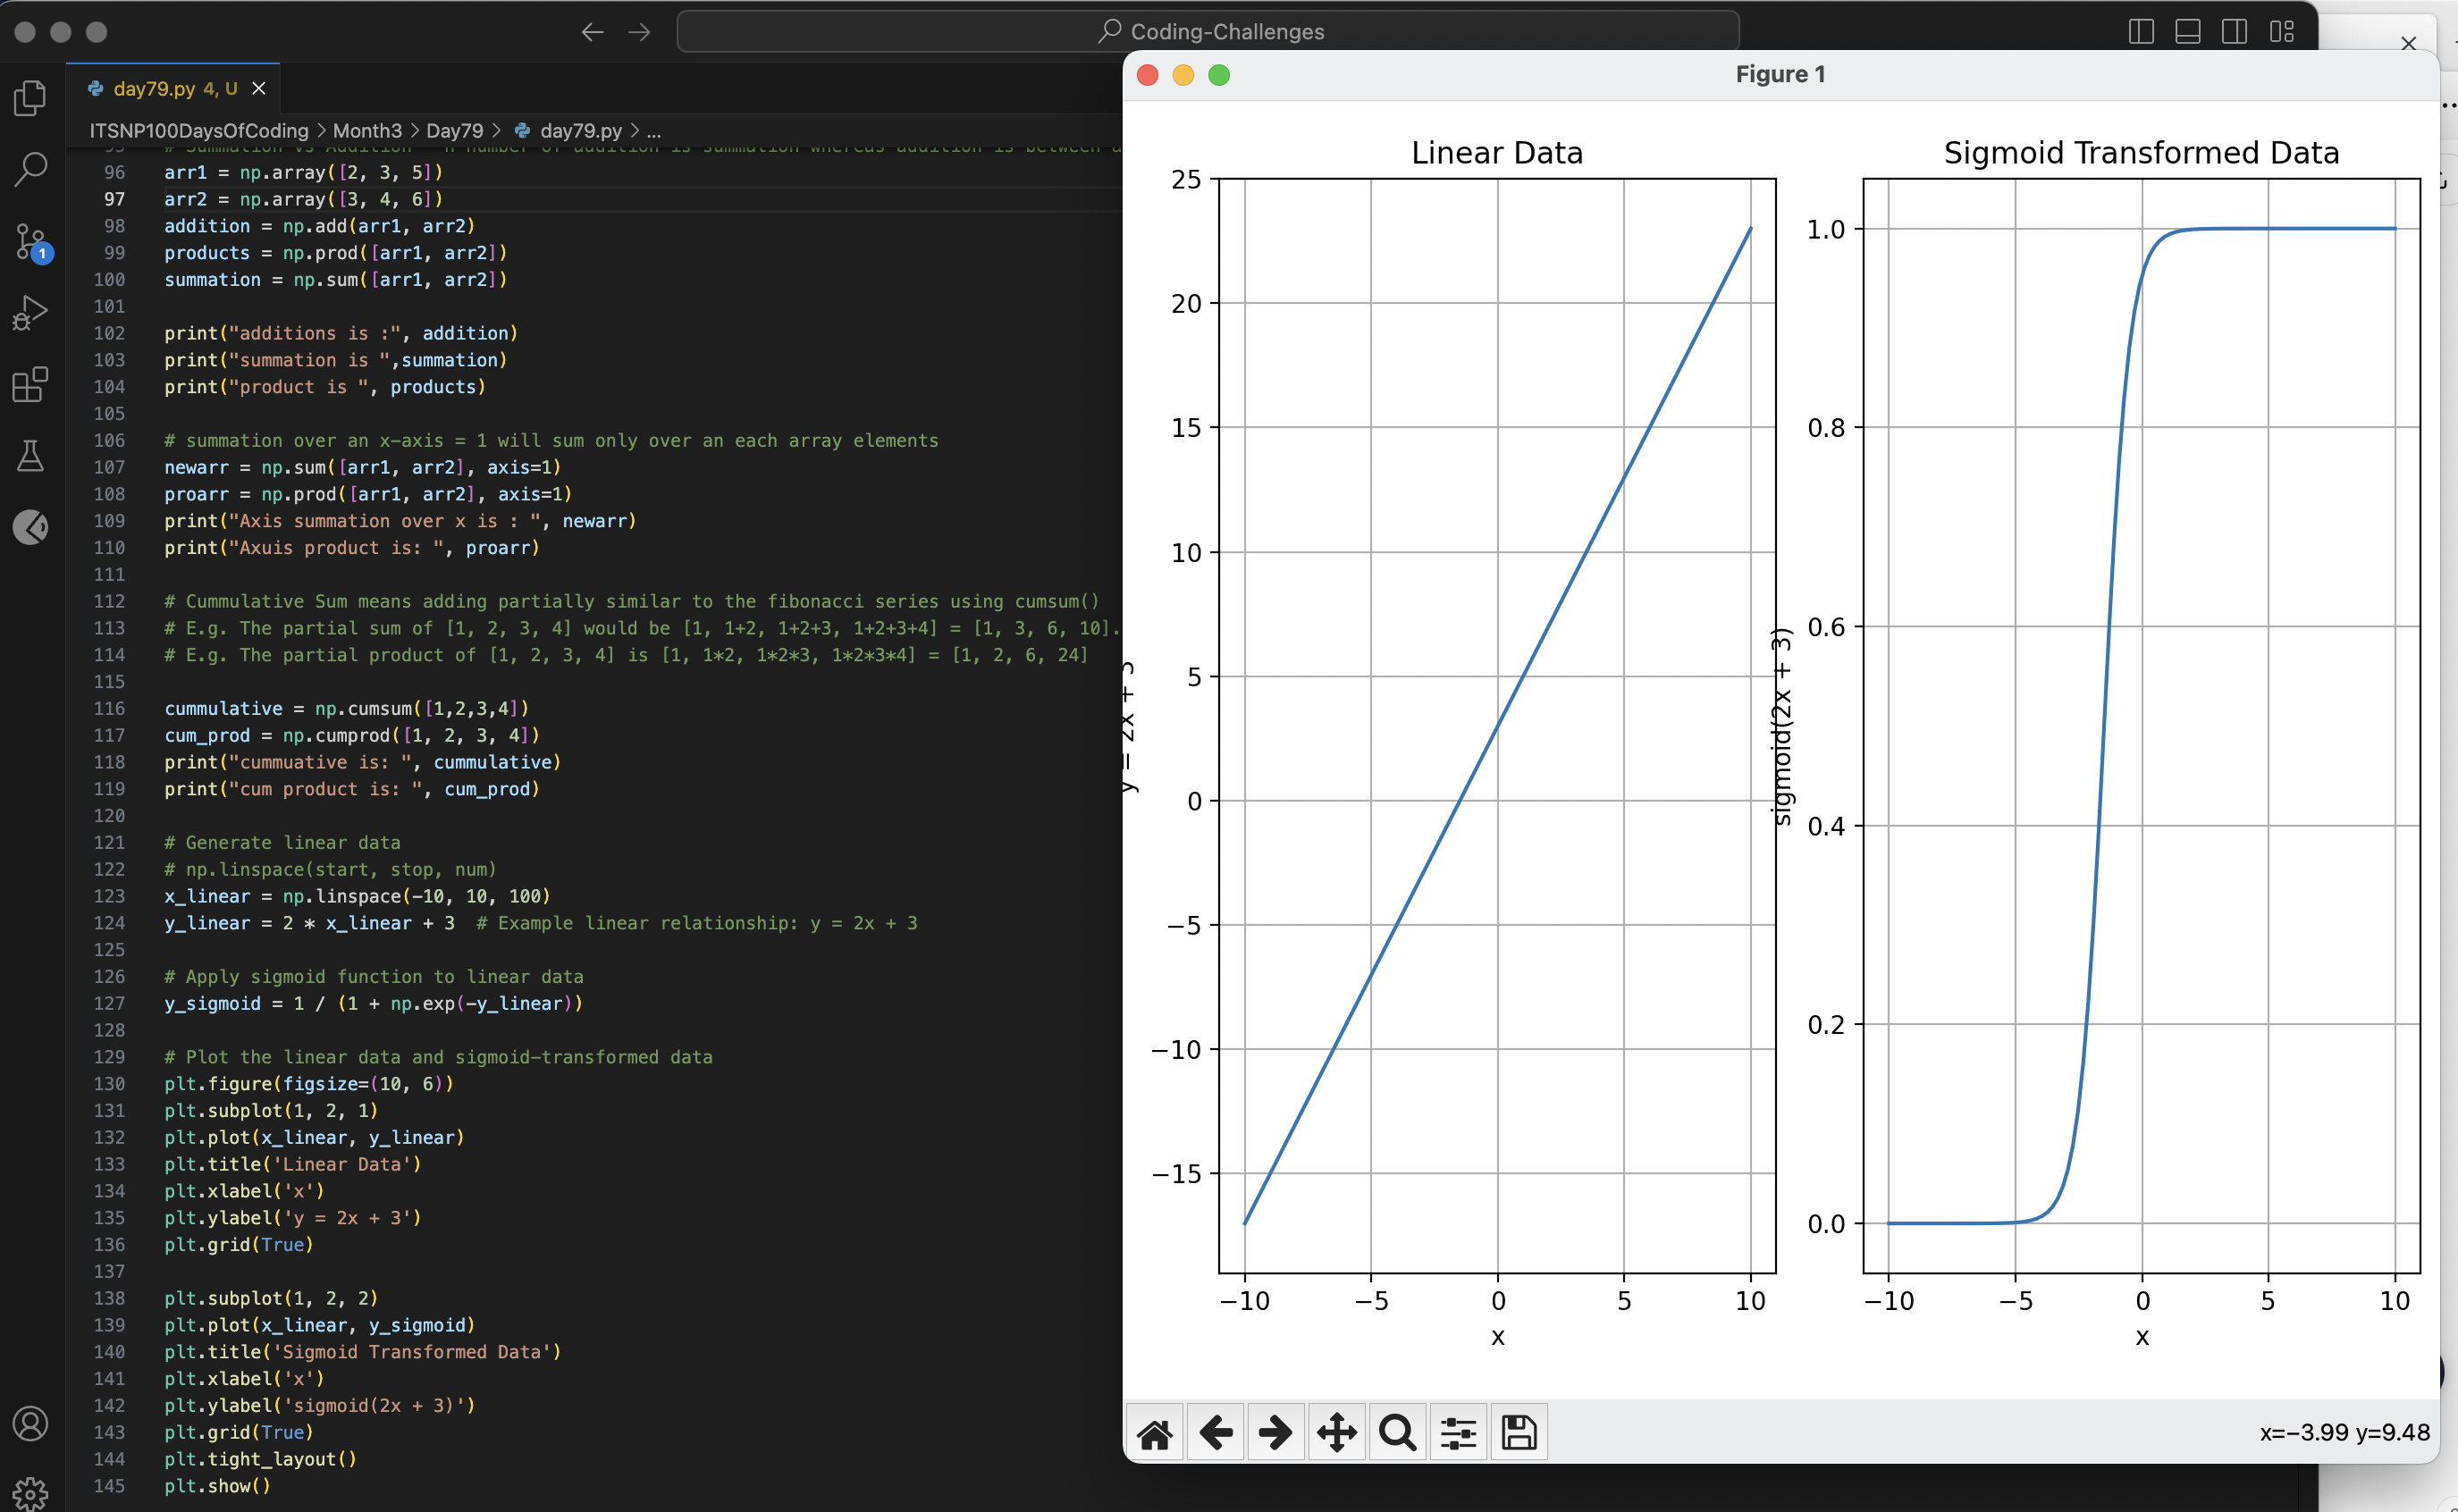 Coding-Challenges
day79.py 4, U
ITSNP100DaysOfCoding > Month3 > Day79 > day79.py > ...
95 # Summation vs Addition - n number of addition is summation whereas addition is between
96 arr1 = np.array([2, 3, 5])
97 arr2 = np.array([3, 4, 6])
98 addition = np.add(arr1, arr2)
99 products = np.prod([arr1, arr2])
100 summation = np.sum([arr1, arr2])
101
102 print("additions is :", addition)
103 print("summation is ",summation)
104 print("product is ", products)
105
106 # summation over an x-axis = 1 will sum only over an each array elements
107 newarr = np.sum([arr1, arr2], axis=1)
108 proarr = np.prod([arr1, arr2], axis=1)
109 print("Axis summation over x is : ", newarr)
110 print("Axuis product is: ", proarr)
111
112 # Cummulative Sum means adding partially similar to the fibonacci series using cumsum()
113 # E.g. The partial sum of [1, 2, 3, 4] would be [1, 1+2, 1+2+3, 1+2+3+4] = [1, 3, 6, 10].
114 # E.g. The partial product of [1, 2, 3, 4] is [1, 1*2, 1*2*3, 1*2*3*4] = [1, 2, 6, 24]
115
116 cummulative = np.cumsum([1,2,3,4])
117 cum_prod = np.cumprod([1, 2, 3, 4])
118 print("cummuative is: ", cummulative)
119 print("cum product is: ", cum_prod)
120
121 # Generate linear data
122 # np.linspace(start, stop, num)
123 x_linear = np.linspace(-10, 10, 100)
124 y_linear = 2 * x_linear + 3  # Example linear relationship: y = 2x + 3
125
126 # Apply sigmoid function to linear data
127 y_sigmoid = 1 / (1 + np.exp(-y_linear))
128
129 # Plot the linear data and sigmoid-transformed data
130 plt.figure(figsize=(10, 6))
131 plt.subplot(1, 2, 1)
132 plt.plot(x_linear, y_linear)
133 plt.title('Linear Data')
134 plt.xlabel('x')
135 plt.ylabel('y = 2x + 3')
136 plt.grid(True)
137
138 plt.subplot(1, 2, 2)
139 plt.plot(x_linear, y_sigmoid)
140 plt.title('Sigmoid Transformed Data')
141 plt.xlabel('x')
142 plt.ylabel('sigmoid(2x + 3)')
143 plt.grid(True)
144 plt.tight_layout()
145 plt.show()
1
Figure 1
Linear Data
25
20
15
10
5
0
−5
−10
−15
y = 2x + 3
−10 −5 0 5 10
x
Sigmoid Transformed Data
1.0
0.8
0.6
0.4
0.2
0.0
sigmoid(2x + 3)
−10 −5 0 5 10
x
x=−3.99 y=9.48